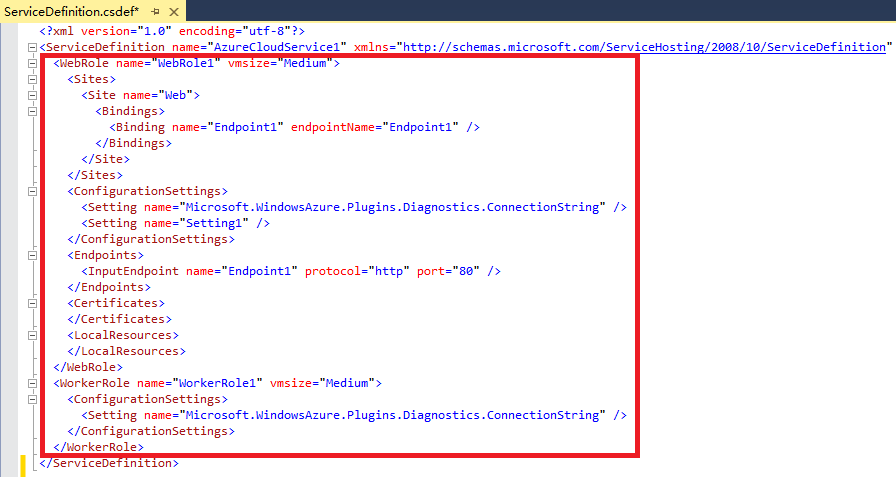 ServiceDefinition.csdef*
<?xml version="1.0" encoding="utf-8"?>
<ServiceDefinition name="AzureCloudService1" xmlns="http://schemas.microsoft.com/ServiceHosting/2008/10/ServiceDefinition"
<WebRole name="WebRole1" vmsize="Medium">
<Sites>
<Site name="Web">
<Bindings>
<Binding name="Endpoint1" endpointName="Endpoint1" />
</Bindings>
</Site>
</Sites>
<ConfigurationSettings>
<Setting name="Microsoft.WindowsAzure.Plugins.Diagnostics.ConnectionString" />
<Setting name="Setting1" />
</ConfigurationSettings>
<Endpoints>
<InputEndpoint name="Endpoint1" protocol="http" port="80" />
</Endpoints>
<Certificates>
</Certificates>
<LocalResources>
</LocalResources>
</WebRole>
<WorkerRole name="WorkerRole1" vmsize="Medium">
<ConfigurationSettings>
<Setting name="Microsoft.WindowsAzure.Plugins.Diagnostics.ConnectionString" />
</ConfigurationSettings>
</WorkerRole>
</ServiceDefinition>